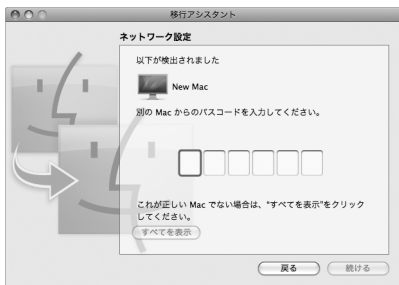 移行アシスタント
ネットワーク設定
以下が検出されました
New Mac
別の Mac からのパスコードを入力してください。
これが正しい Mac でない場合は、“すべてを表示”をクリック
してください。
すべてを表示
戻る
続ける